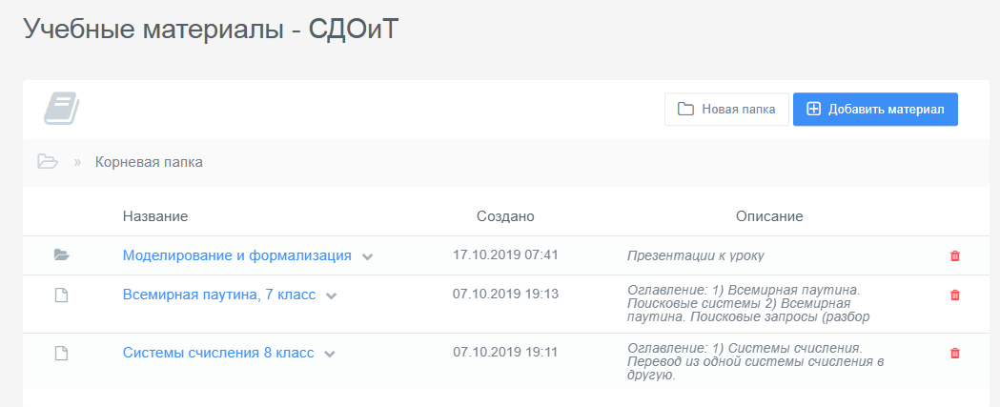 Учебные материалы - СДОиТ
Новая папка
Добавить материал
» Корневая папка
Название Создано Описание
Моделирование и формализация 17.10.2019 07:41 Презентации к уроку
Всемирная паутина, 7 класс 07.10.2019 19:13 Оглавление: 1) Всемирная паутина.
Поисковые системы 2) Всемирная
паутина. Поисковые запросы (разбор
Системы счисления 8 класс 07.10.2019 19:11 Оглавление: 1) Системы счисления.
Перевод из одной системы счисления в
другую.